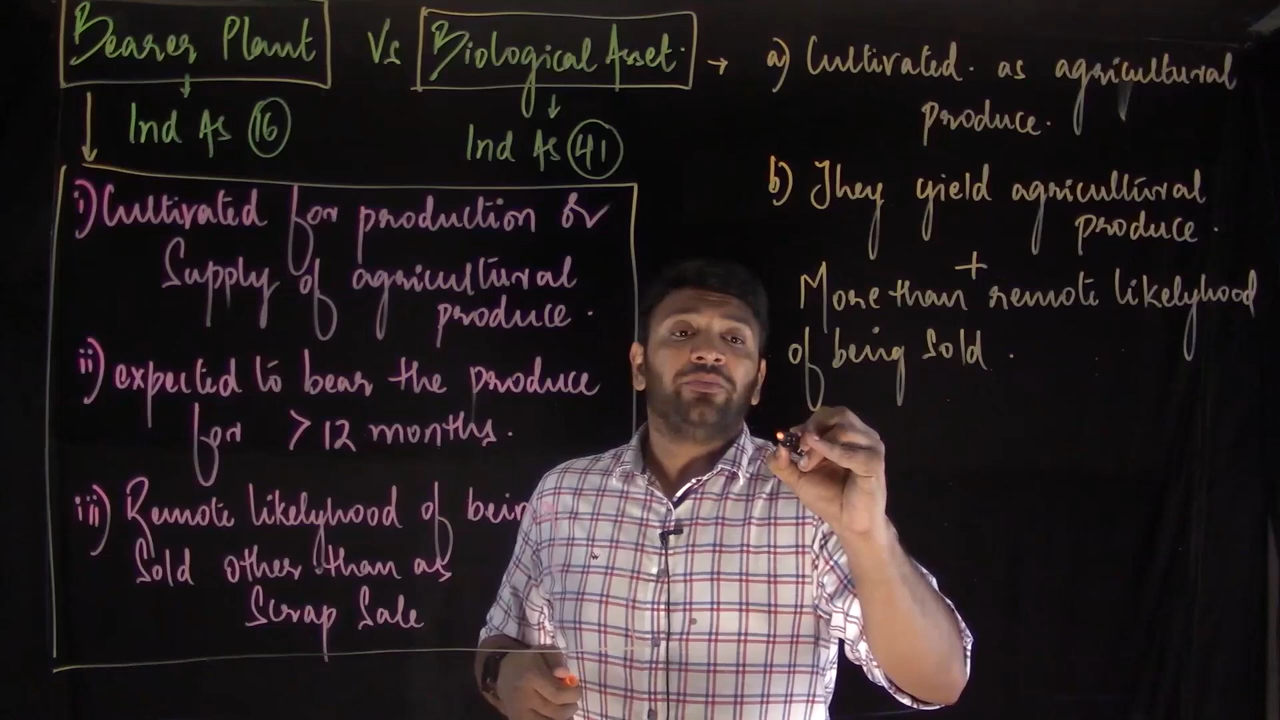 Bearer Plant Vs Biological Asset. →
Ind As 16
Ind As 41
i) Cultivated for production or
Supply of agricultural
produce.
ii) expected to bear the produce
for > 12 months.
iii) Remote likelyhood of being
Sold other than as
Scrap Sale
a) Cultivated as agricultural
produce.
b) They yield agricultural
produce.
+
More than remote likelyhood
of being Sold.